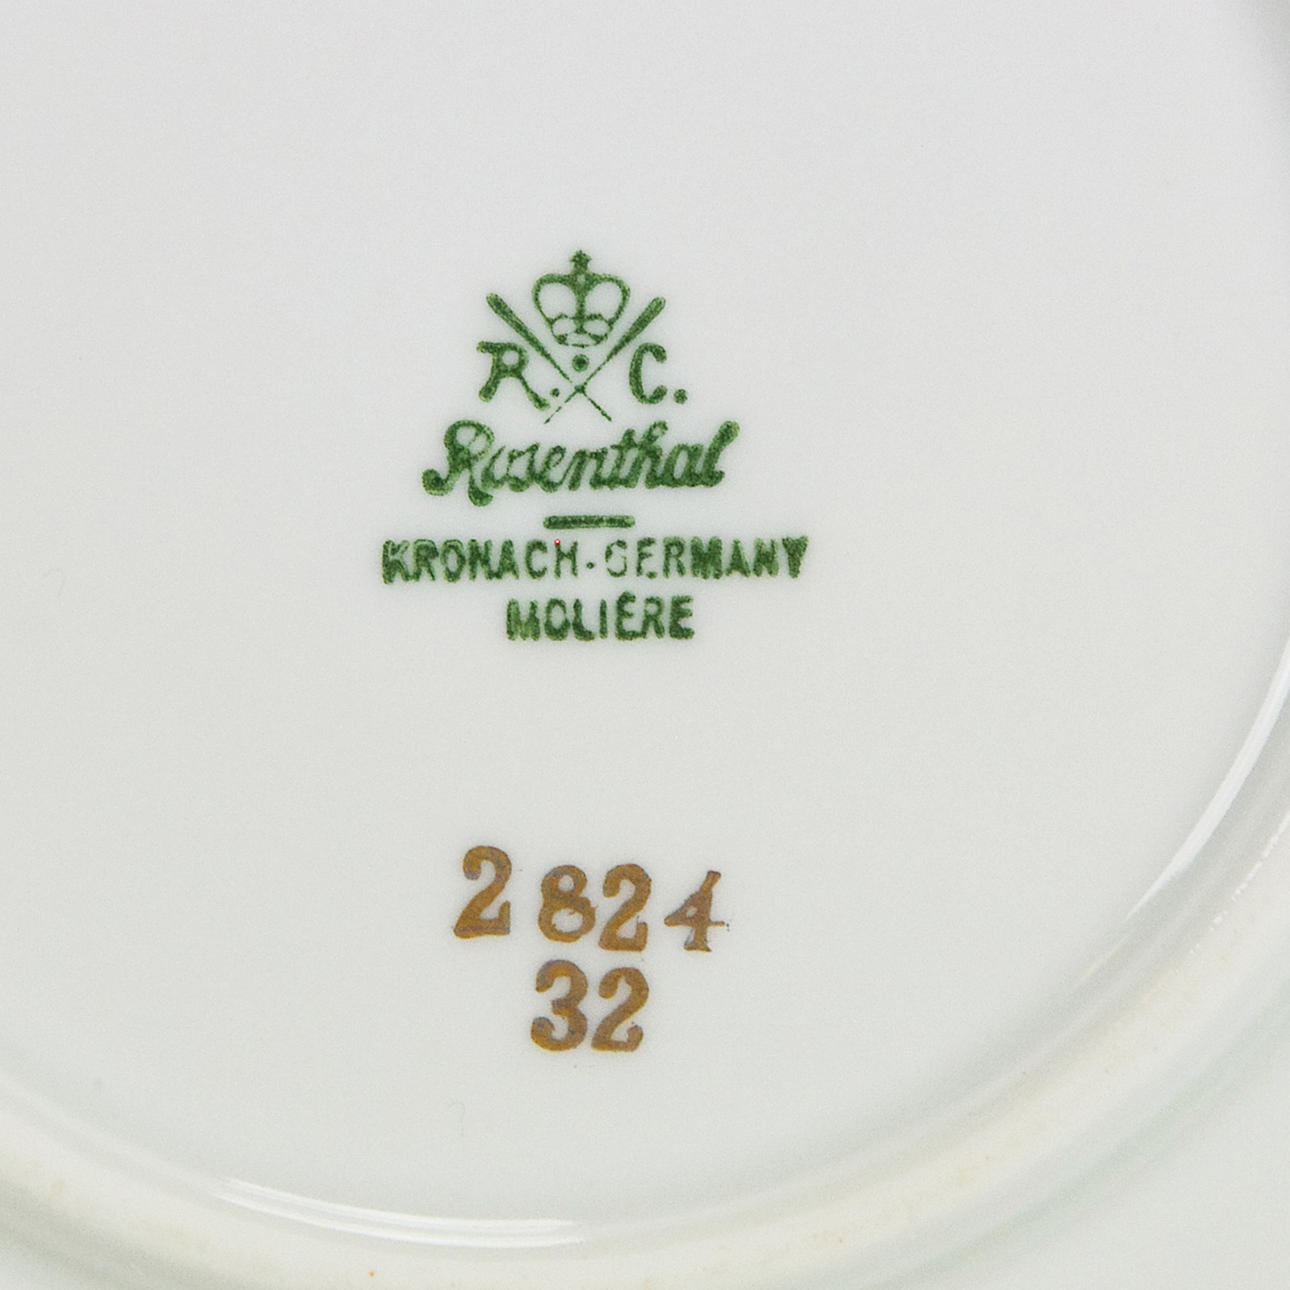 R. C.
Rosenthal
KRONACH-GERMANY
MOLIÈRE
2824
32